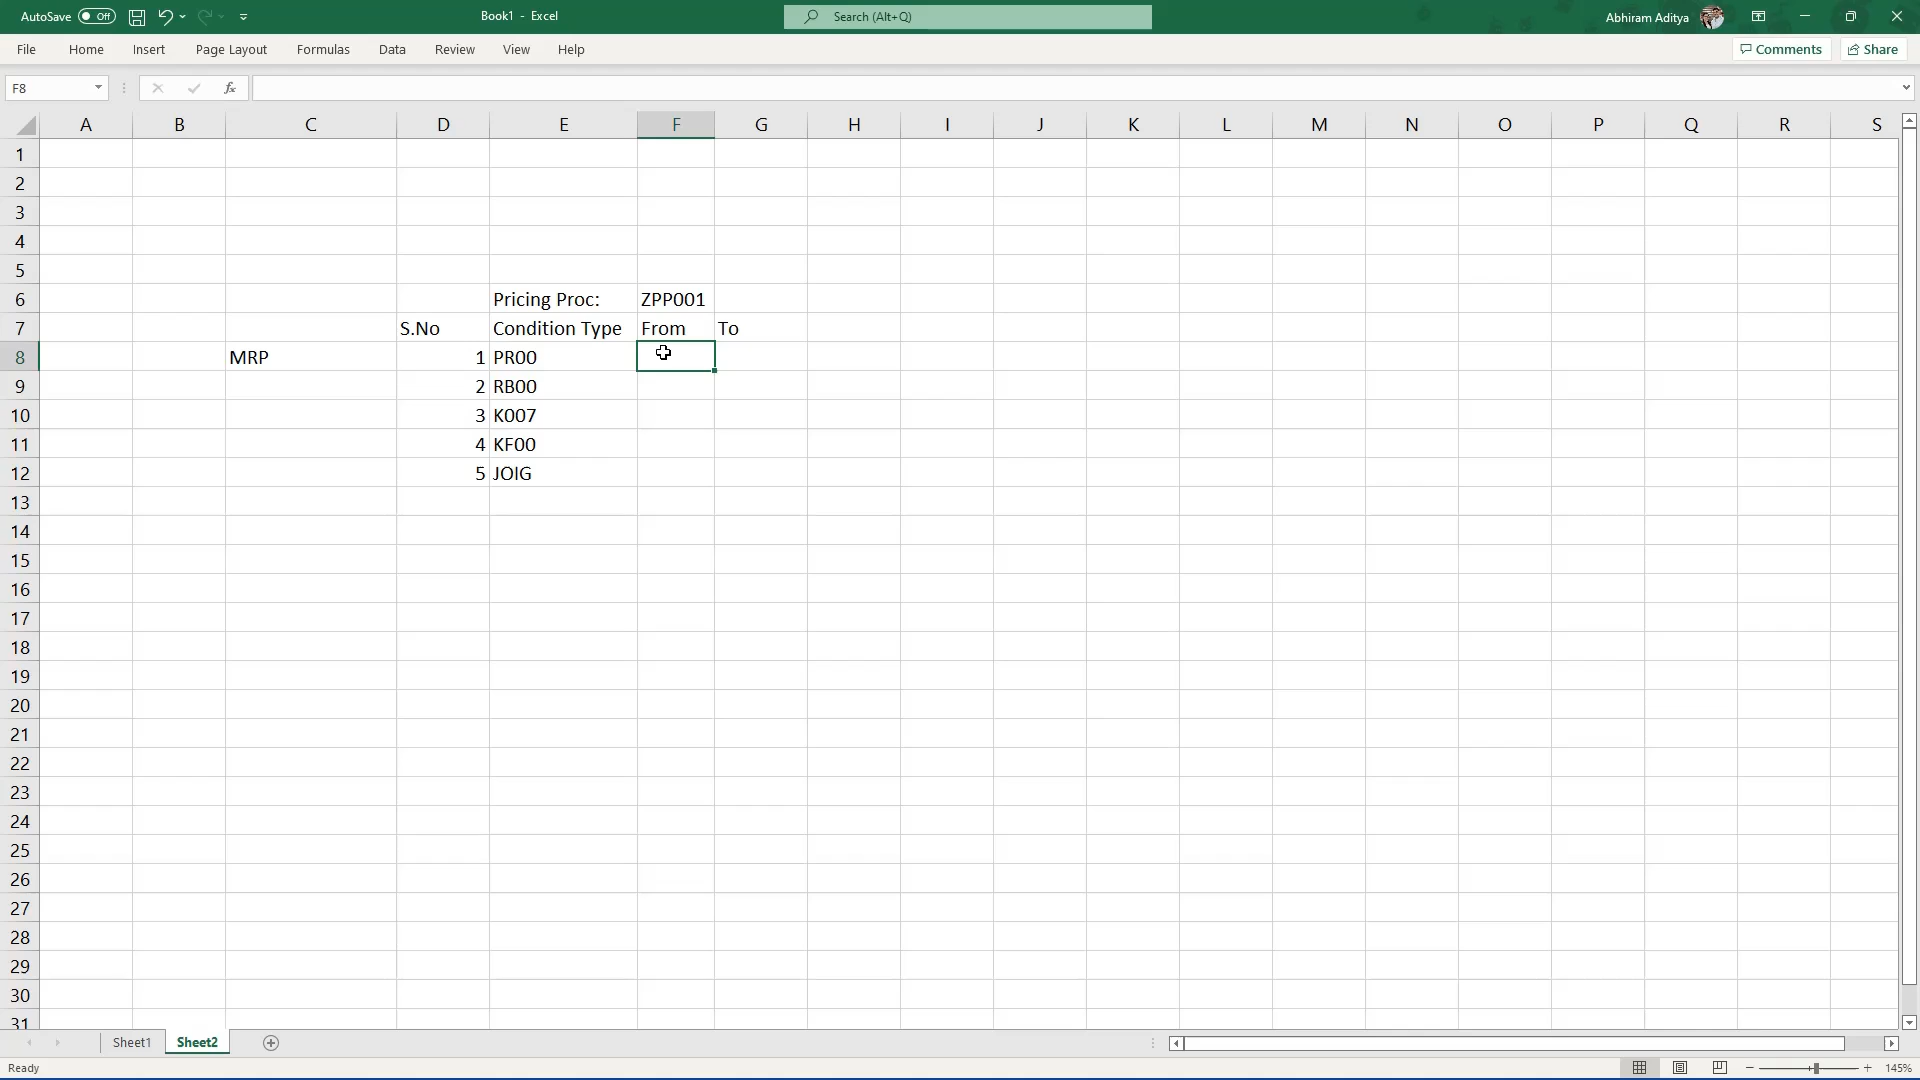 AutoSave Off Book1 - Excel Search (Alt+Q) Abhiram Aditya
File Home Insert Page Layout Formulas Data Review View Help Comments Share
F8 fx
A B C D E F G H I J K L M N O P Q R S
1
2
3
4
5
6 Pricing Proc: ZPP001
7 S.No Condition Type From To
8 MRP 1 PR00
9 2 RB00
10 3 K007
11 4 KF00
12 5 JOIG
13
14
15
16
17
18
19
20
21
22
23
24
25
26
27
28
29
30
31
Sheet1 Sheet2
Ready 145%